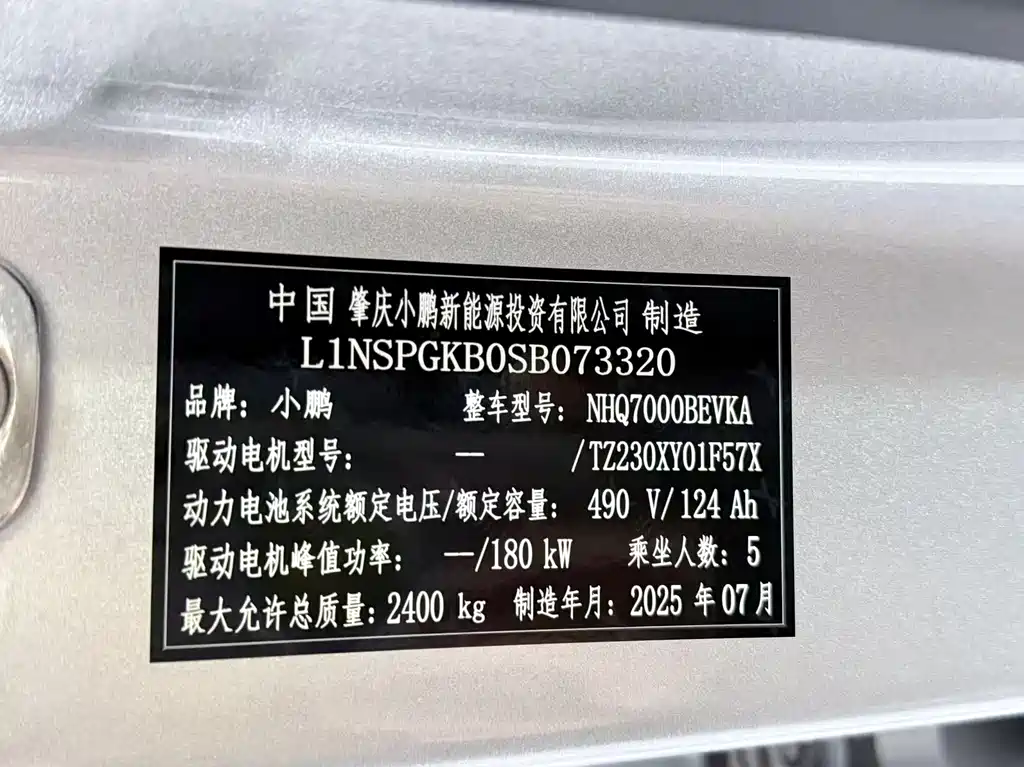 中国 肇庆小鹏新能源投资有限公司 制造
L1NSPGKB0SB073320
品牌：小鹏 整车型号：NHQ7000BEVKA
驱动电机型号： — /TZ230XY01F57X
动力电池系统额定电压/额定容量： 490 V/124 Ah
驱动电机峰值功率： —/180 kW 乘坐人数：5
最大允许总质量：2400 kg 制造年月：2025 年 07 月